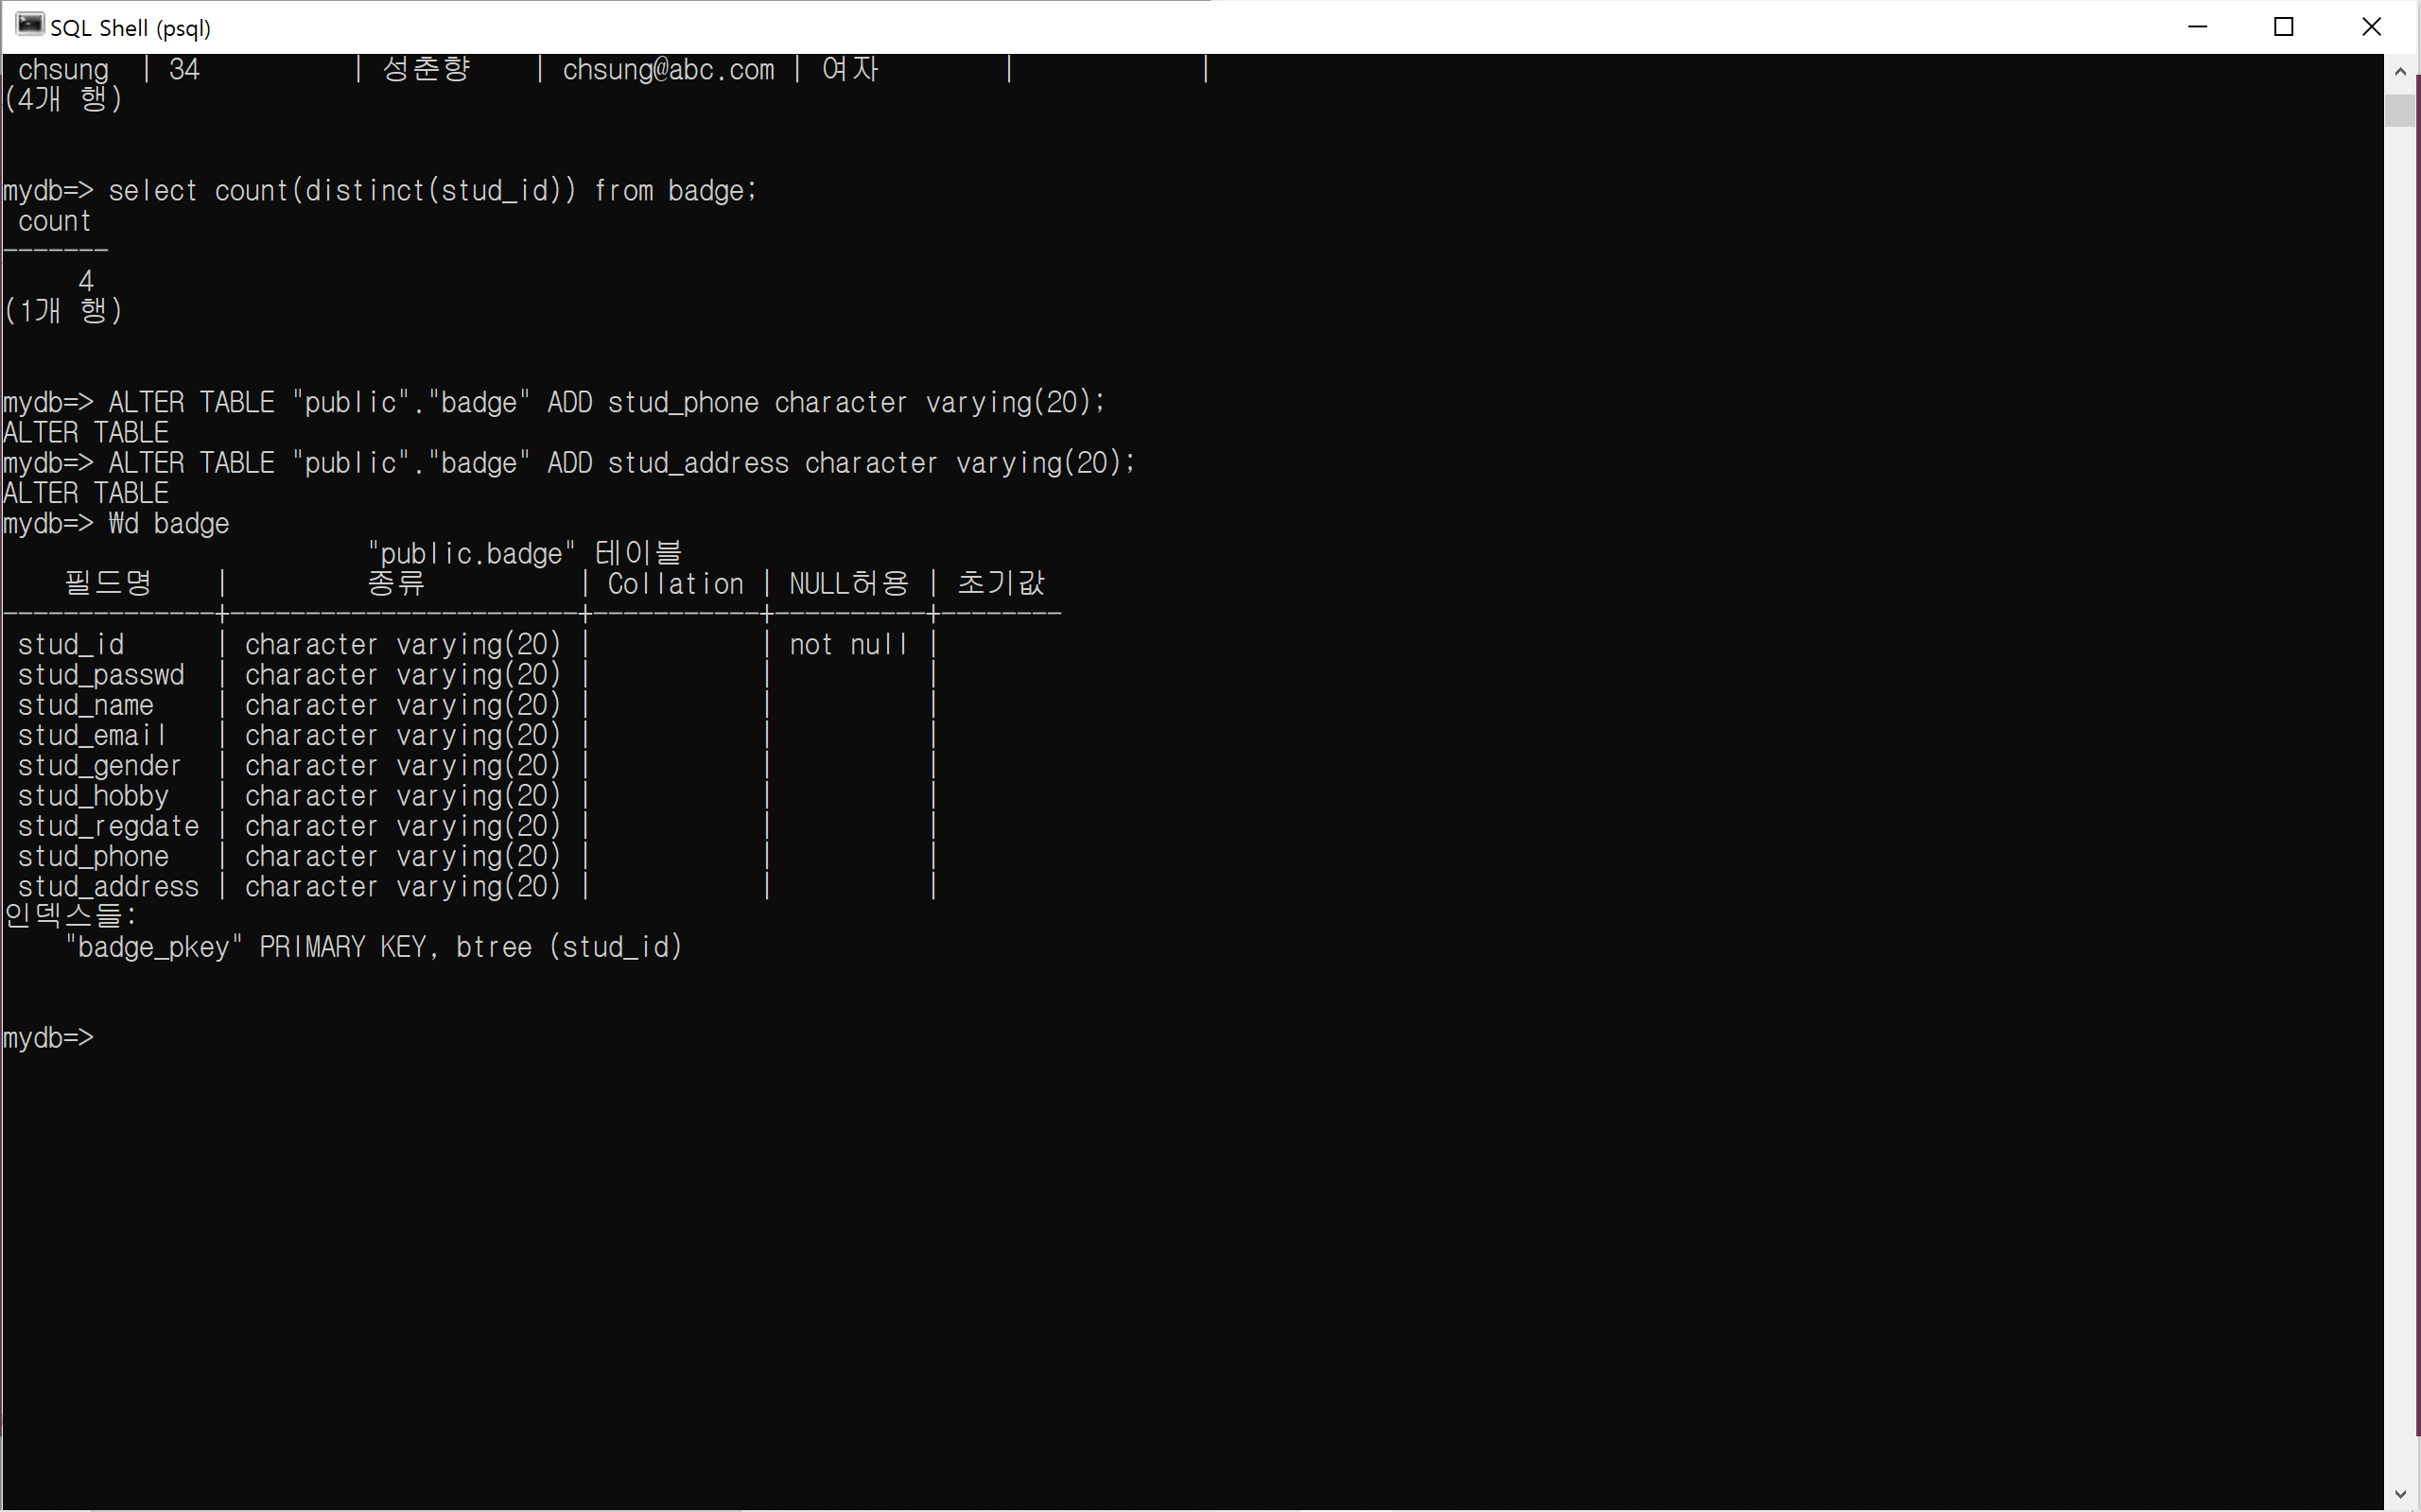 SQL Shell (psql)
 chsung  | 34          | 성춘향    | chsung@abc.com | 여자        |            |
(4개 행)
mydb=> select count(distinct(stud_id)) from badge;
 count
-------
     4
(1개 행)
mydb=> ALTER TABLE "public"."badge" ADD stud_phone character varying(20);
ALTER TABLE
mydb=> ALTER TABLE "public"."badge" ADD stud_address character varying(20);
ALTER TABLE
mydb=> ₩d badge
                        "public.badge" 테이블
    필드명    |         종류          | Collation | NULL허용 | 초기값
--------------+-----------------------+-----------+----------+--------
 stud_id      | character varying(20) |           | not null |
 stud_passwd  | character varying(20) |           |          |
 stud_name    | character varying(20) |           |          |
 stud_email   | character varying(20) |           |          |
 stud_gender  | character varying(20) |           |          |
 stud_hobby   | character varying(20) |           |          |
 stud_regdate | character varying(20) |           |          |
 stud_phone   | character varying(20) |           |          |
 stud_address | character varying(20) |           |          |
인덱스들:
    "badge_pkey" PRIMARY KEY, btree (stud_id)
mydb=>